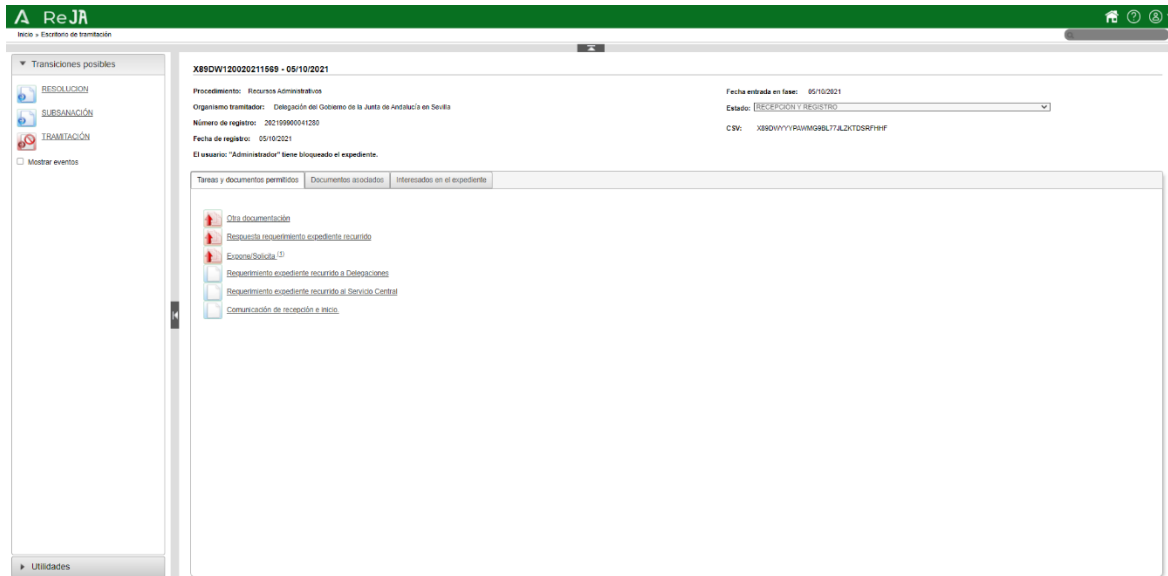 A ReJA
Inicio » Escritorio de tramitación
Transiciones posibles
RESOLUCION
SUBSANACIÓN
TRAMITACIÓN
Mostrar eventos
Utilidades
X89DW120020211569 - 05/10/2021
Procedimiento: Recursos Administrativos
Organismo tramitador: Delegación del Gobierno de la Junta de Andalucía en Sevilla
Número de registro: 202199900041280
Fecha de registro: 05/10/2021
El usuario: "Administrador" tiene bloqueado el expediente.
Fecha entrada en fase: 05/10/2021
Estado: RECEPCION Y REGISTRO
CSV: X89DWYYYPAWMG9BL77JLZKTDSRFHHF
Tareas y documentos permitidos Documentos asociados Interesados en el expediente
Otra documentación
Respuesta requerimiento expediente recurrido
Expone/Solicita
Requerimiento expediente recurrido a Delegaciones
Requerimiento expediente recurrido al Servicio Central
Comunicación de recepción e inicio.